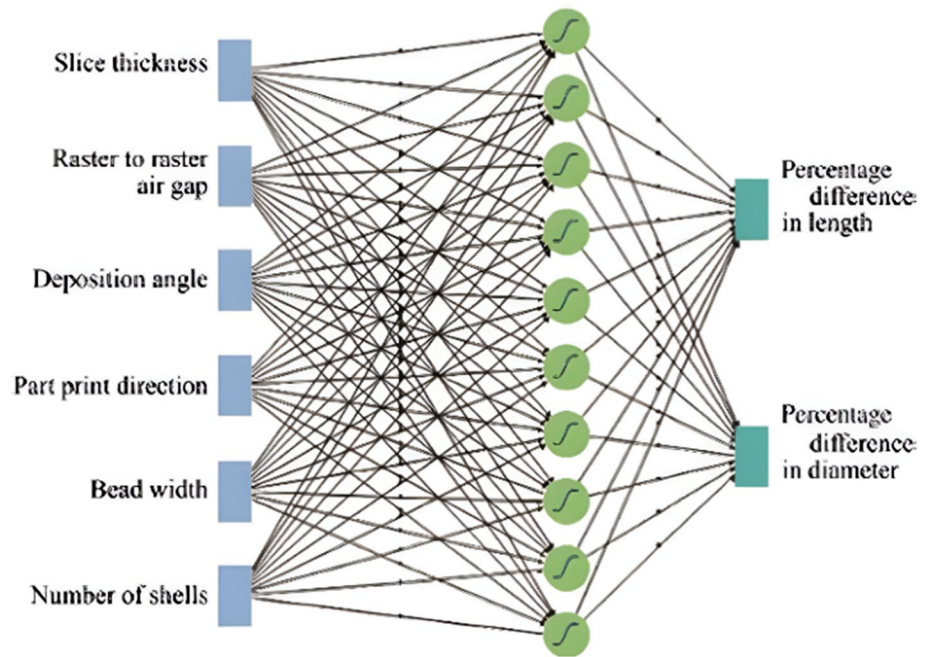 Slice thickness
Raster to raster
air gap
Deposition angle
Part print direction
Bead width
Number of shells
Percentage
difference
in length
Percentage
difference
in diameter